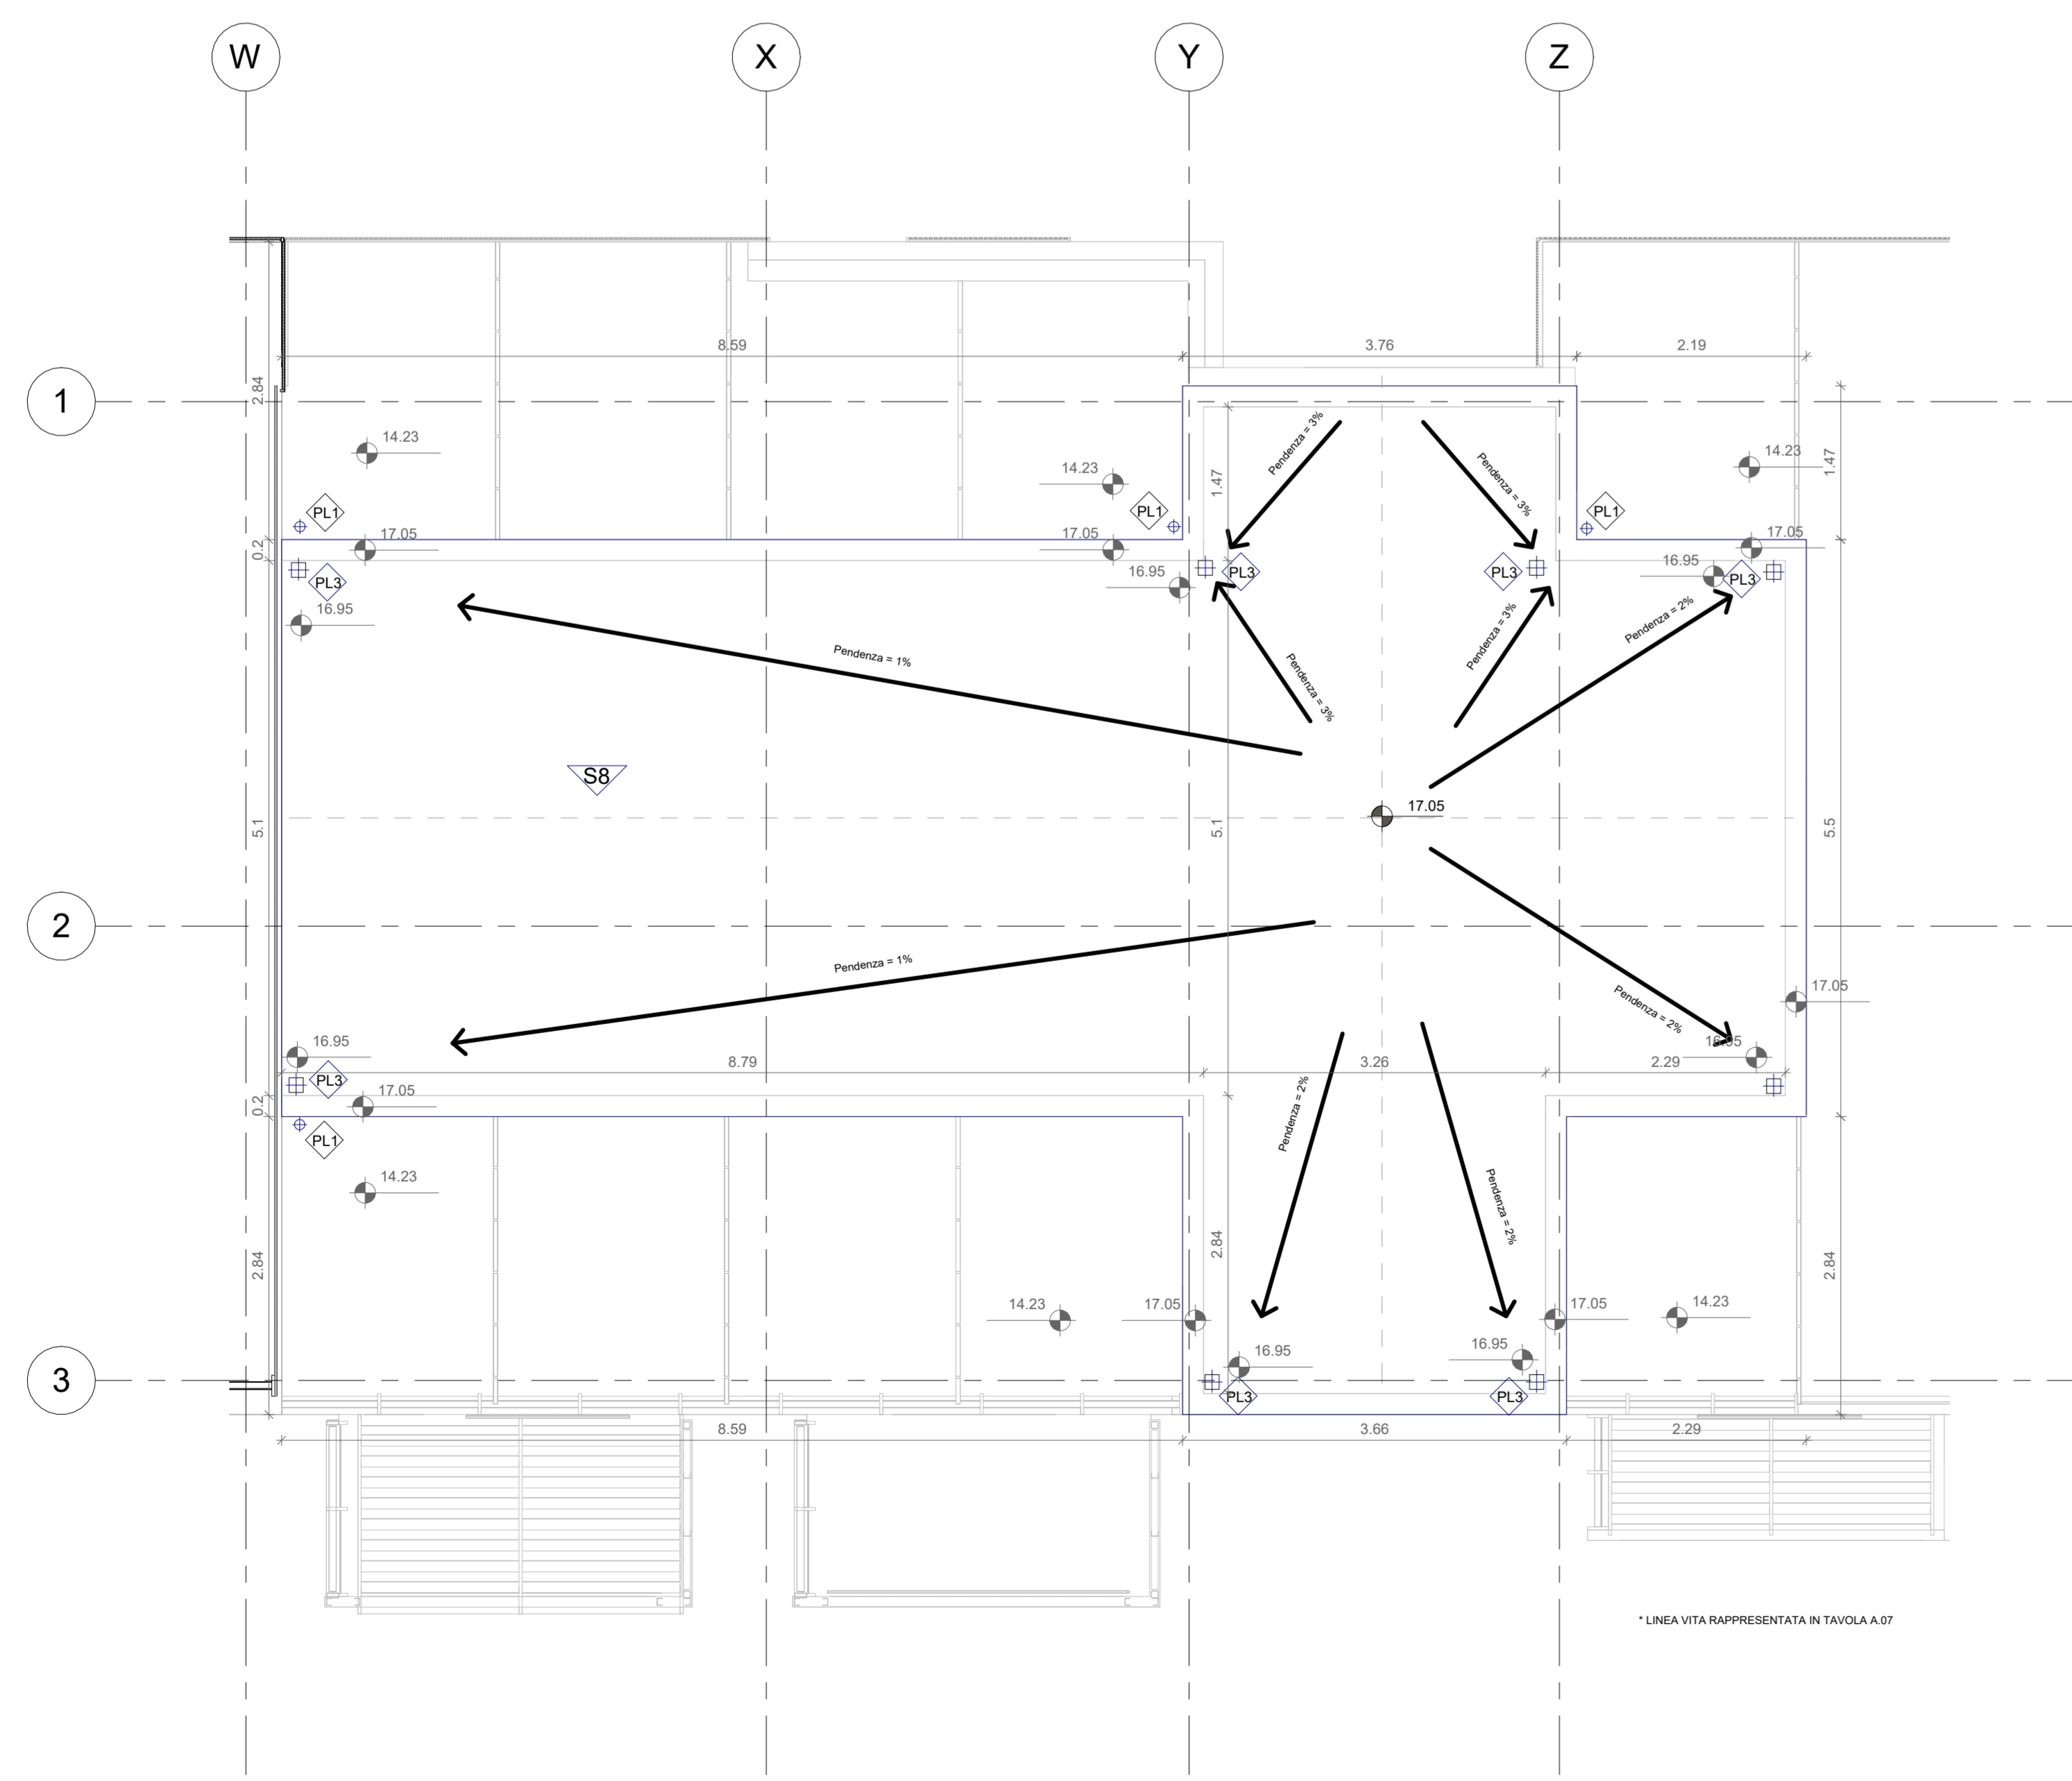 W
X
Y
Z
8.59
3.76
2.19
2.84
1
Pendenza = 3%
Pendenza = 3%
14.23
14.23
14.23
1.47
1.47
PL1
PL1
PL1
17.05
17.05
17.05
0.2
PL3
16.95
PL3
PL3
16.95
PL3
16.95
Pendenza = 1%
Pendenza = 3%
Pendenza = 3%
Pendenza = 2%
S8
17.05
5.1
5.1
5.5
2
Pendenza = 1%
Pendenza = 2%
17.05
16.95
16.95
8.79
3.26
2.29
PL3
17.05
0.2
PL1
Pendenza = 2%
Pendenza = 2%
14.23
2.84
2.84
2.84
14.23
17.05
17.05
14.23
16.95
16.95
3
PL3
PL3
8.59
3.66
2.29
* LINEA VITA RAPPRESENTATA IN TAVOLA A.07